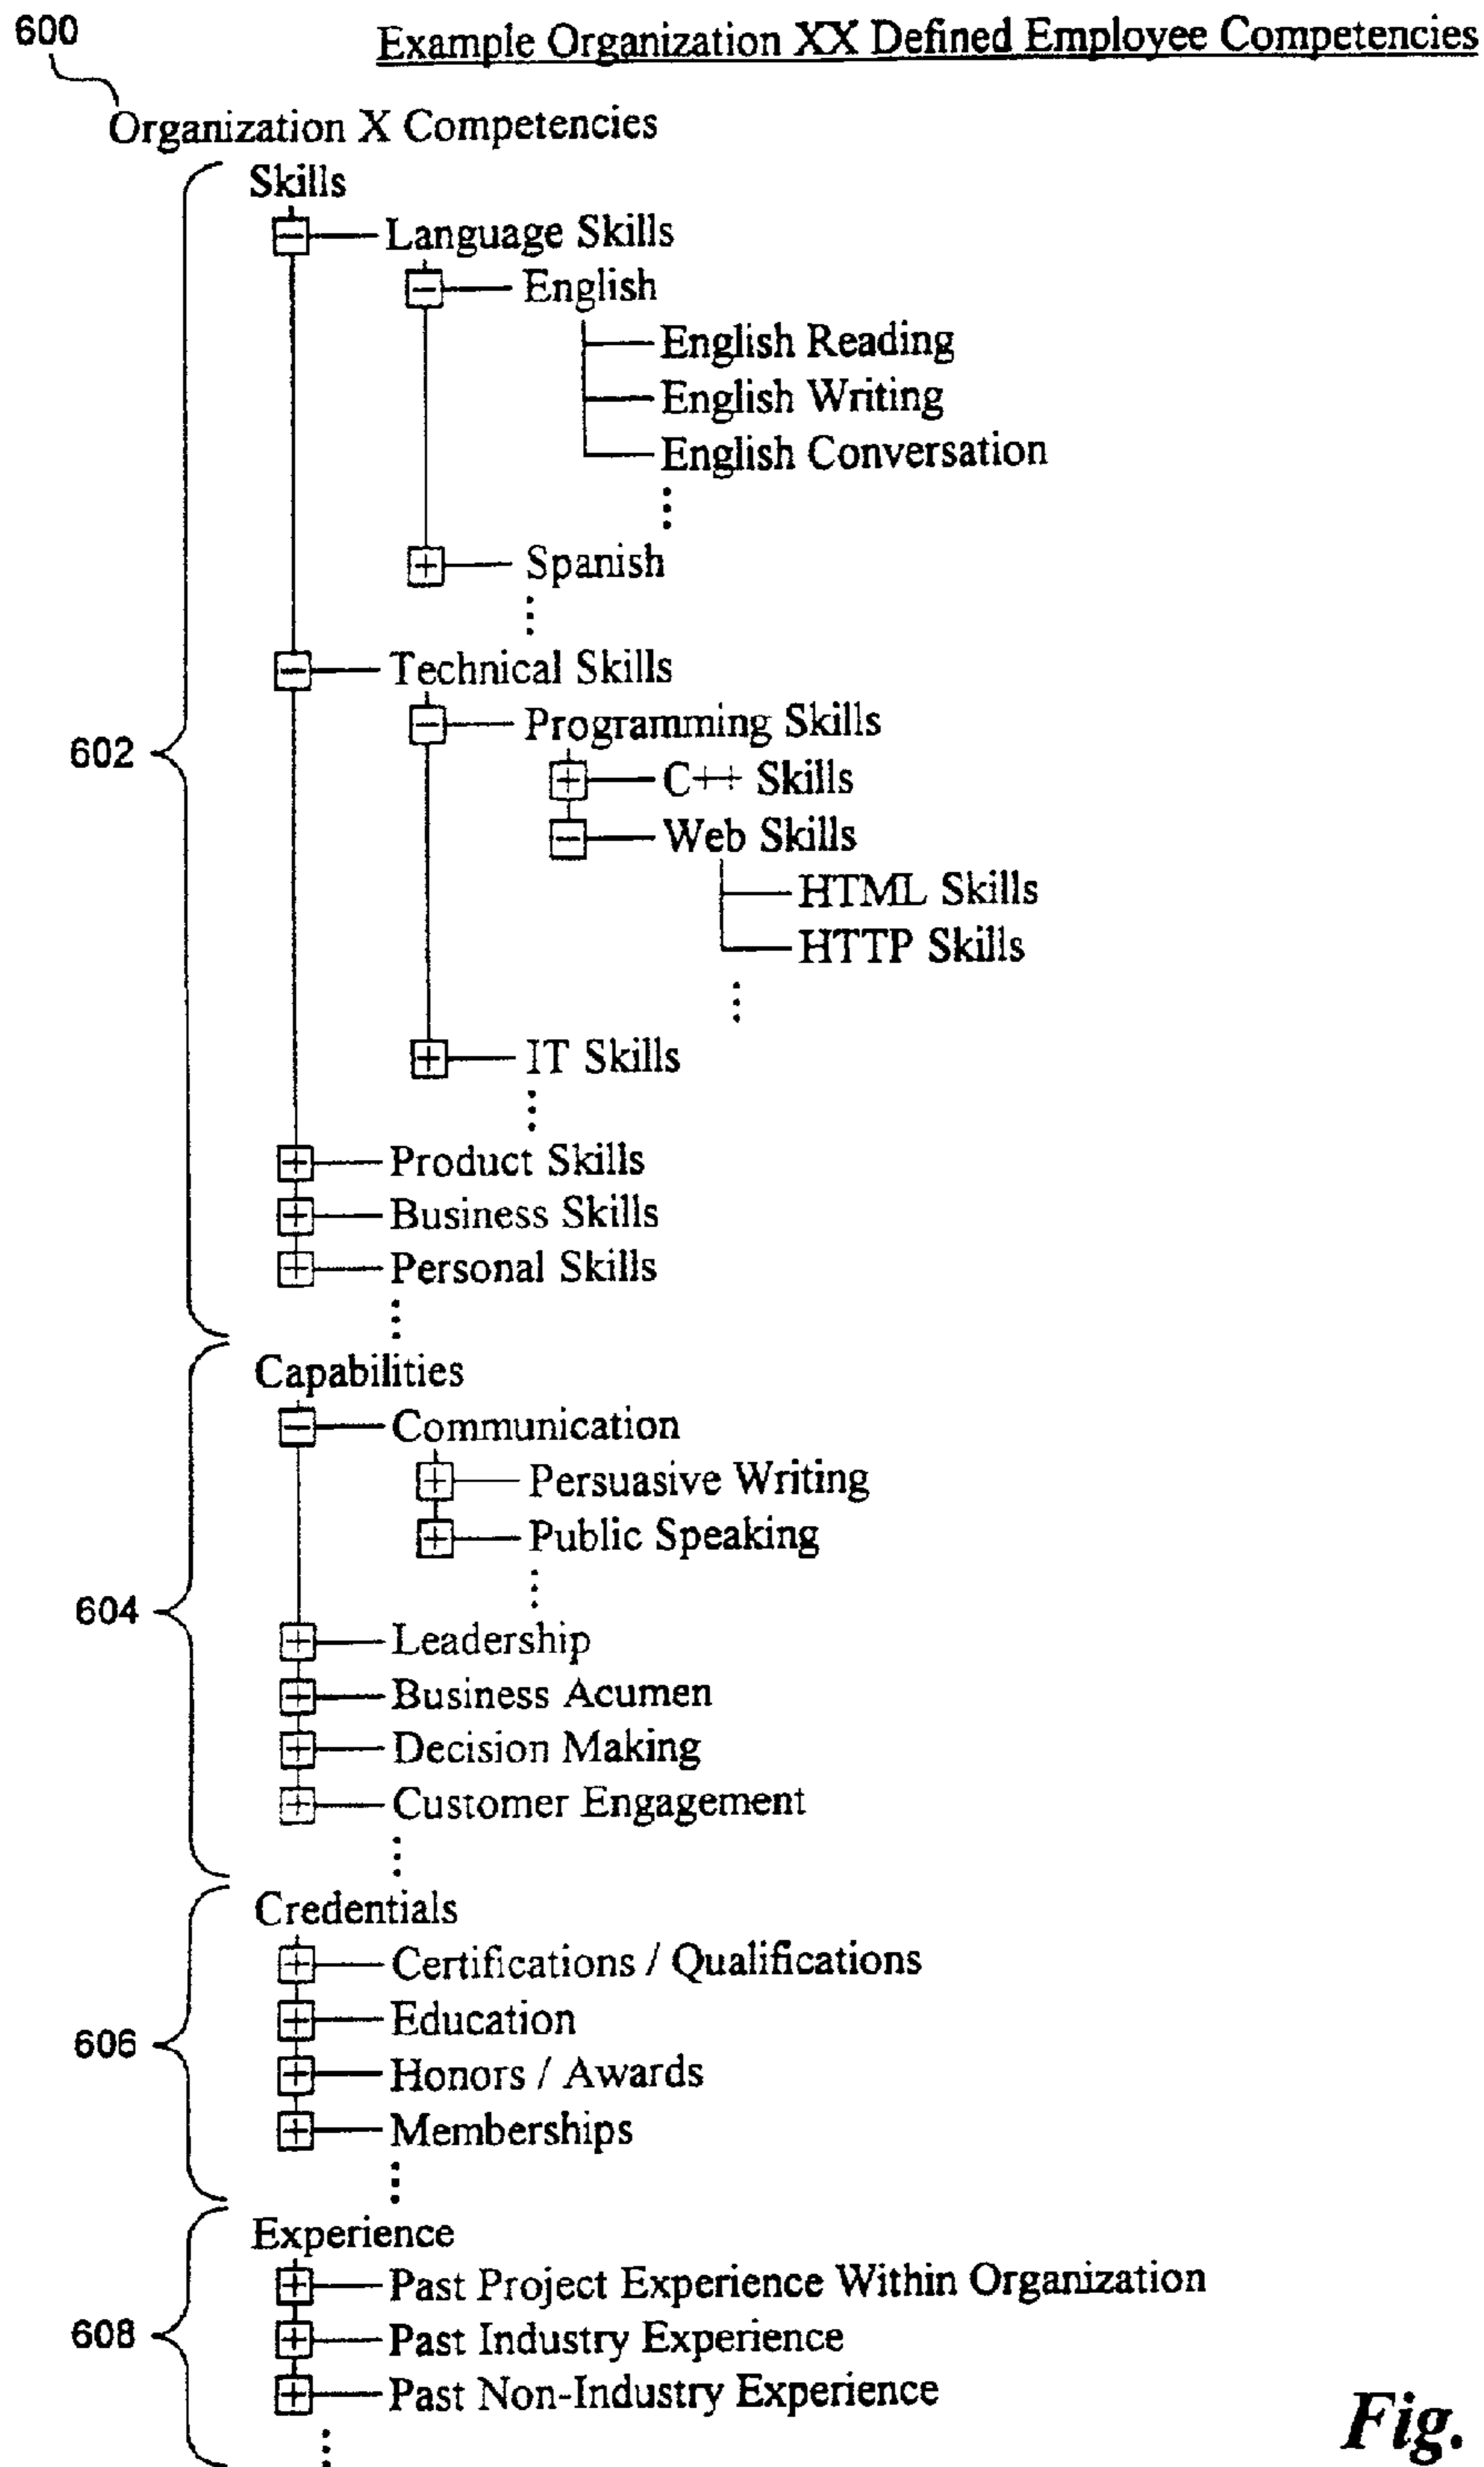 600
Example Organization XX Defined Employee Competencies
Organization X Competencies
Skills
Language Skills
English
English Reading
English Writing
English Conversation
Spanish
Technical Skills
602
Programming Skills
C++ Skills
Web Skills
HTML Skills
HTTP Skills
IT Skills
Product Skills
Business Skills
Personal Skills
Capabilities
Communication
Persuasive Writing
Public Speaking
604
Leadership
Business Acumen
Decision Making
Customer Engagement
Credentials
Certifications / Qualifications
Education
606
Honors / Awards
Memberships
Experience
Past Project Experience Within Organization
608
Past Industry Experience
Past Non-Industry Experience
Fig.